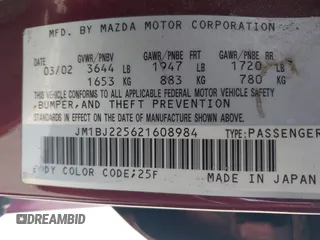 MFD. BY MAZDA MOTOR CORPORATION
GVWR/PNBV GAWR/PNBE FR GAWR/PNBE RR
03/02 3644 LB 1947 LB 1720 LB
1653 KG 883 KG 780 KG
THIS VEHICLE CONFORMS TO ALL APPLICABLE FEDERAL MOTOR VEHICLE SAFETY
,BUMPER, AND THEFT PREVENTION
STANDARDS IN EFFECT ON THE DATE OF MANUFACTURE SHOWN ABOVE.
JM1BJ225621608984 TYPE:PASSENGER
BODY COLOR CODE;25F
MADE IN JAPAN
DREAMBID